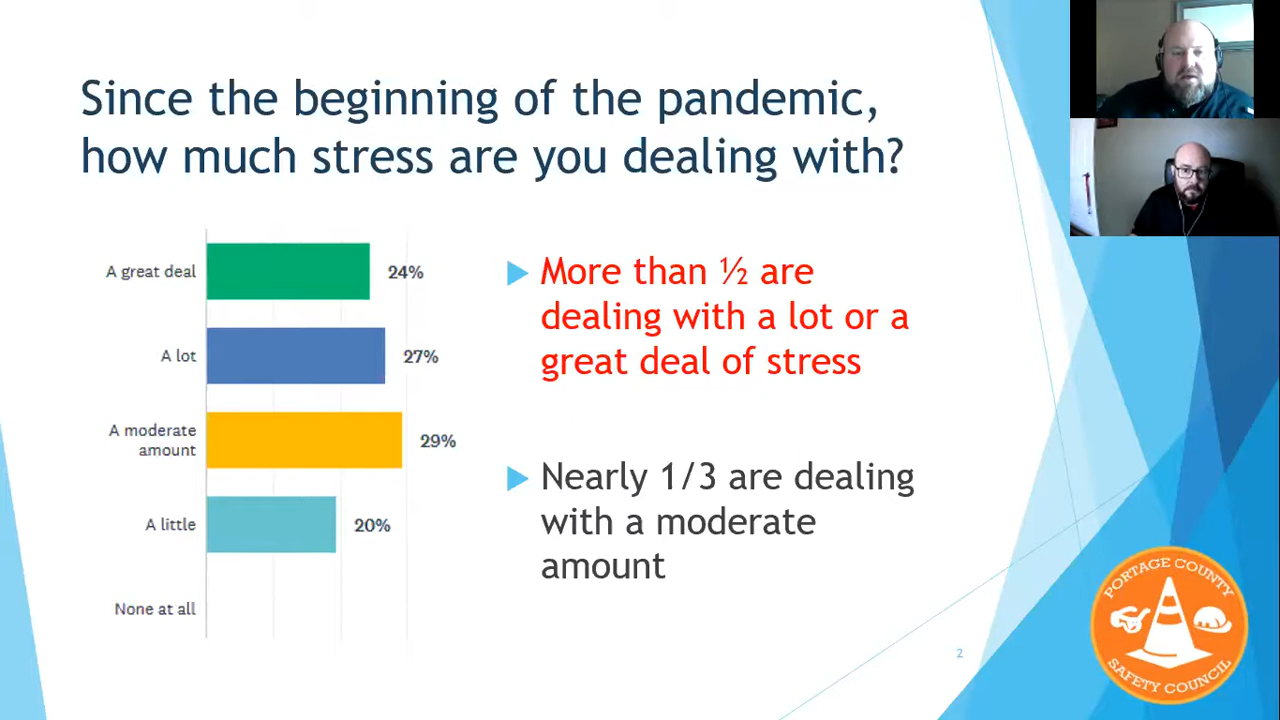 Since the beginning of the pandemic,
how much stress are you dealing with?
A great deal
24%
A lot
27%
A moderate
amount
29%
A little
20%
None at all
More than ½ are
dealing with a lot or a
great deal of stress
Nearly 1/3 are dealing
with a moderate
amount
2
PORTAGE COUNTY
SAFETY COUNCIL